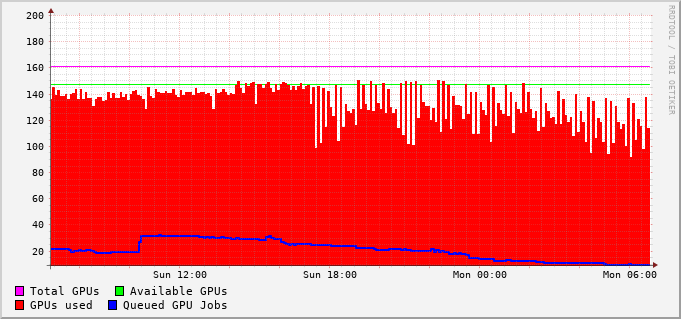 200
180
160
140
120
100
80
60
40
20
Sun 12:00 Sun 18:00 Mon 00:00 Mon 06:00
Total GPUs Available GPUs
GPUs used Queued GPU Jobs
RRDTOOL / TOBI OETIKER